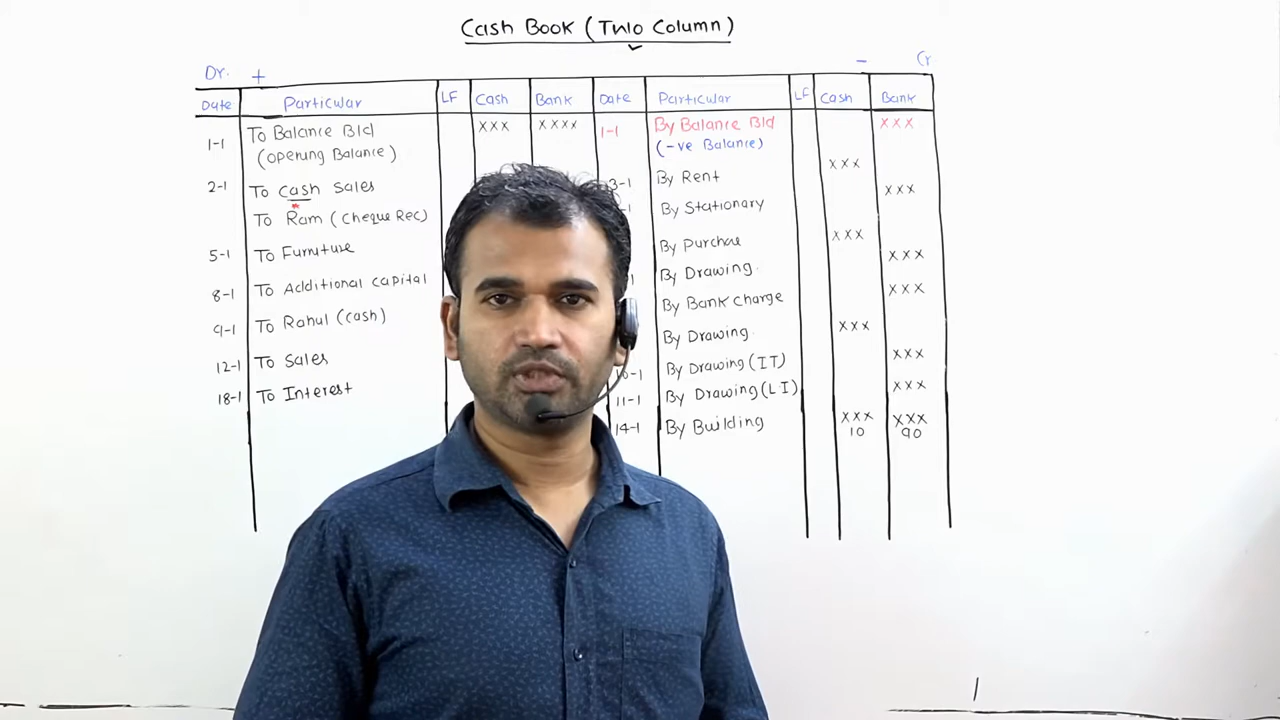 Cash Book (Two Column)
Dr. + - Cr
Date Particular LF Cash Bank Date Particular LF Cash Bank
1-1 To Balance Bld xxx xxxx 1-1 By Balance Bld xxx
(opening Balance) (-ve Balance)
xxx
2-1 To cash sales 3-1 By Rent xxx
To Ram (Cheque Rec) -1 By Stationary
xxx
5-1 To Furniture By Purchae xxx
8-1 To Additional capital By Drawing. xxx
By Bank charge
9-1 To Rahul (cash) By Drawing. xxx
12-1 To sales By Drawing (IT) xxx
18-1 To Interest 11-1 By Drawing (LI) xxx
14-1 By Building xxx xxx
10 90